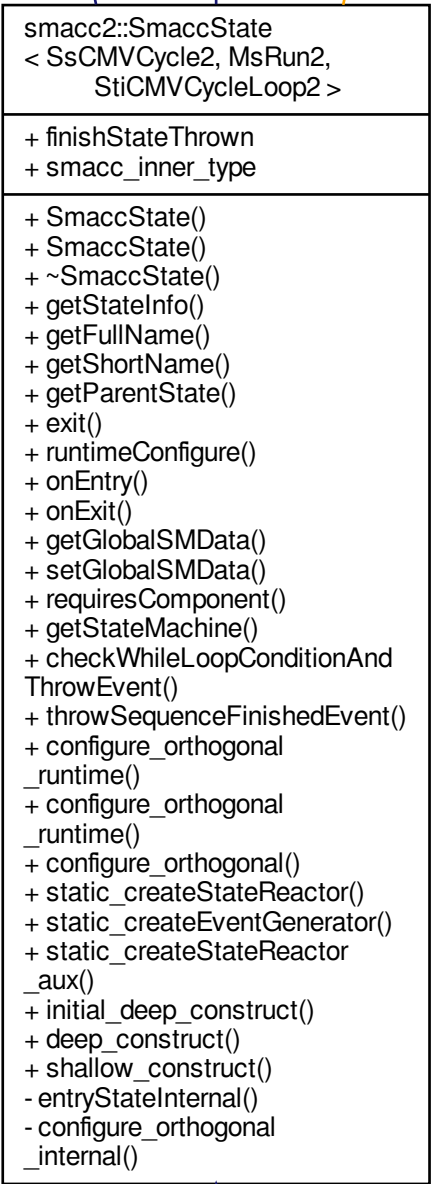 smacc2::SmaccState
< SsCMVCycle2, MsRun2,
StiCMVCycleLoop2 >
+ finishStateThrown
+ smacc_inner_type
+ SmaccState()
+ SmaccState()
+ ~SmaccState()
+ getStateInfo()
+ getFullName()
+ getShortName()
+ getParentState()
+ exit()
+ runtimeConfigure()
+ onEntry()
+ onExit()
+ getGlobalSMData()
+ setGlobalSMData()
+ requiresComponent()
+ getStateMachine()
+ checkWhileLoopConditionAnd
ThrowEvent()
+ throwSequenceFinishedEvent()
+ configure_orthogonal
_runtime()
+ configure_orthogonal
_runtime()
+ configure_orthogonal()
+ static_createStateReactor()
+ static_createEventGenerator()
+ static_createStateReactor
_aux()
+ initial_deep_construct()
+ deep_construct()
+ shallow_construct()
- entryStateInternal()
- configure_orthogonal
_internal()